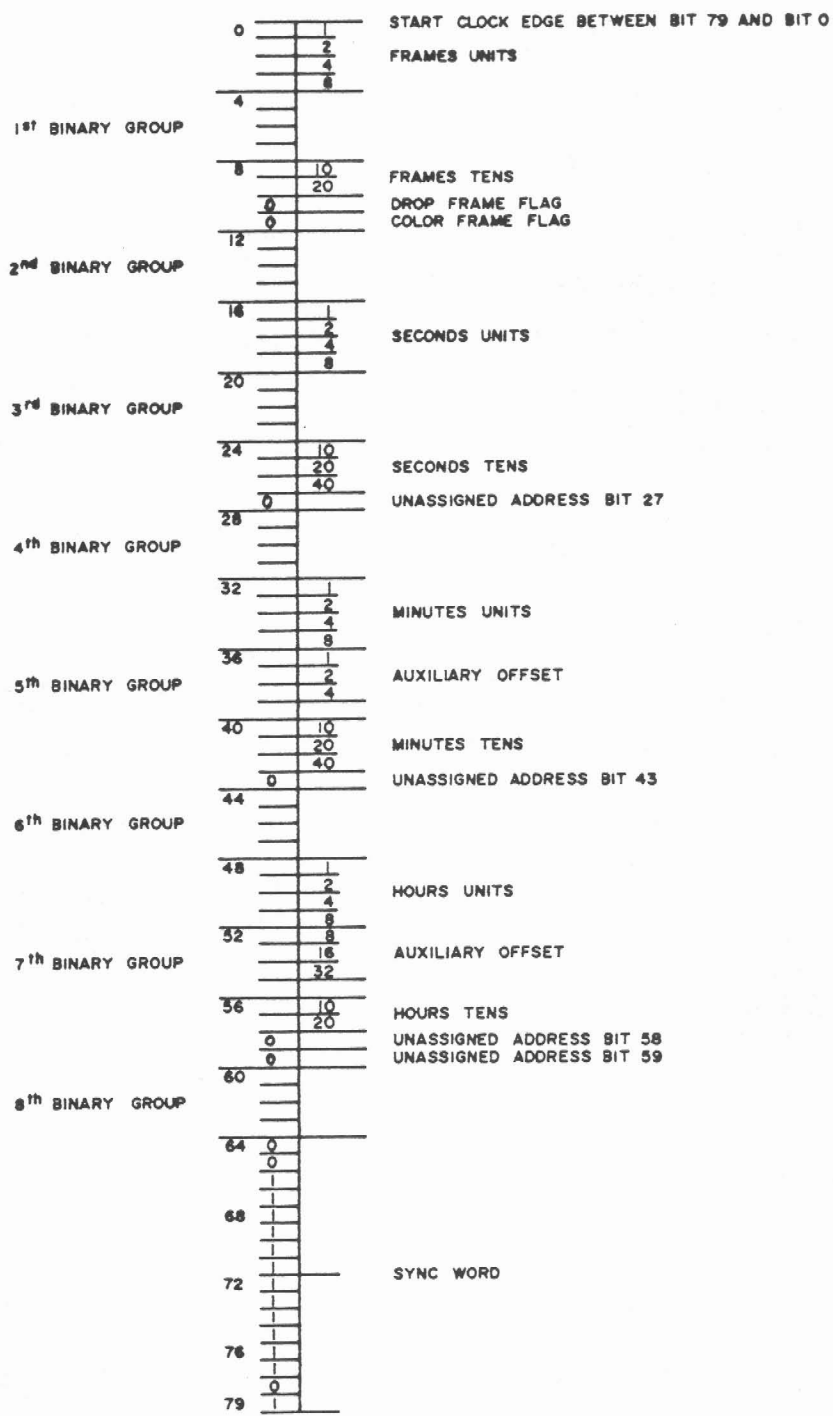 0 1 START CLOCK EDGE BETWEEN BIT 79 AND BIT 0
2
4 FRAMES UNITS
8
4
1st BINARY GROUP
8 10 FRAMES TENS
20
0 DROP FRAME FLAG
0 COLOR FRAME FLAG
12
2nd BINARY GROUP
16 1
2 SECONDS UNITS
4
8
20
3rd BINARY GROUP
24 10
20 SECONDS TENS
40
0 UNASSIGNED ADDRESS BIT 27
28
4th BINARY GROUP
32 1
2 MINUTES UNITS
4
8
36 1
5th BINARY GROUP 2 AUXILIARY OFFSET
4
40 10
20 MINUTES TENS
40
0 UNASSIGNED ADDRESS BIT 43
44
6th BINARY GROUP
48 1
2 HOURS UNITS
4
8
52 8
7th BINARY GROUP 16 AUXILIARY OFFSET
32
56 10 HOURS TENS
20
0 UNASSIGNED ADDRESS BIT 58
0 UNASSIGNED ADDRESS BIT 59
60
8th BINARY GROUP
64 0
0
1
1
68 1
1
1
1
72 1 SYNC WORD
1
1
1
76 1
1
0
79 1